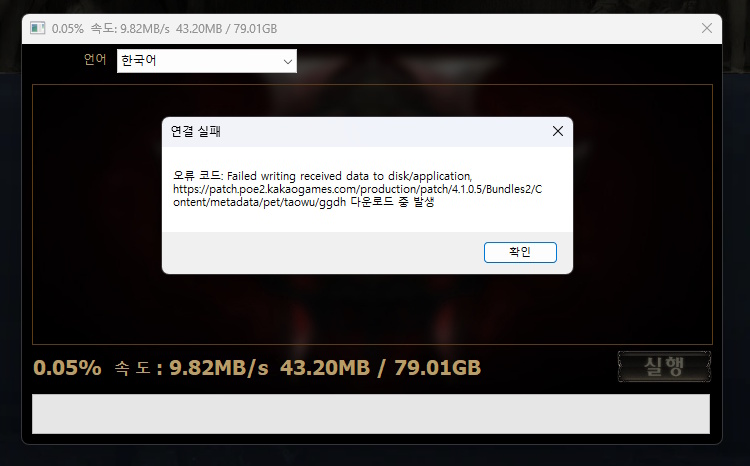 0.05% 속도: 9.82MB/s 43.20MB / 79.01GB
언어 한국어
연결 실패
오류 코드: Failed writing received data to disk/application,
https://patch.poe2.kakaogames.com/production/patch/4.1.0.5/Bundles2/C
ontent/metadata/pet/taowu/ggdh 다운로드 중 발생
확인
0.05% 속 도 : 9.82MB/s 43.20MB / 79.01GB 실행